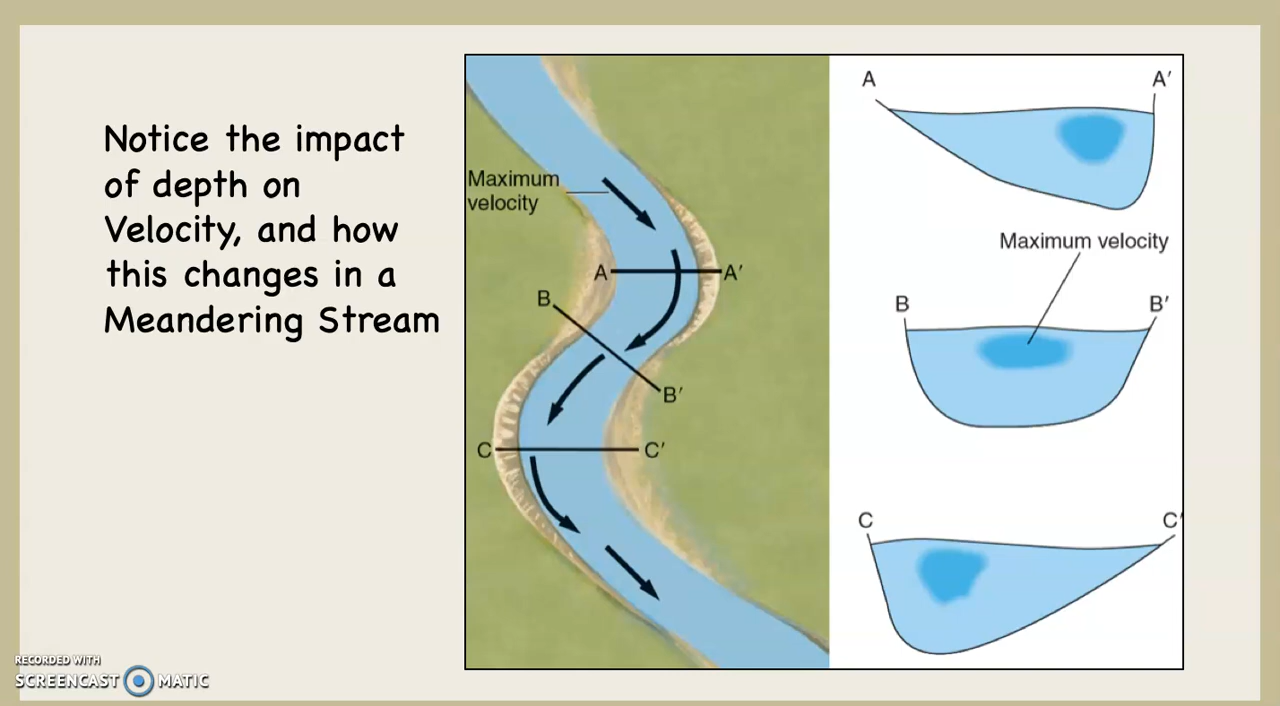 Notice the impact
of depth on
Velocity, and how
this changes in a
Meandering Stream
Maximum
velocity
A
A'
B
B'
C
C'
A
A'
Maximum velocity
B
B'
C
C'
RECORDED WITH
SCREENCAST MATIC